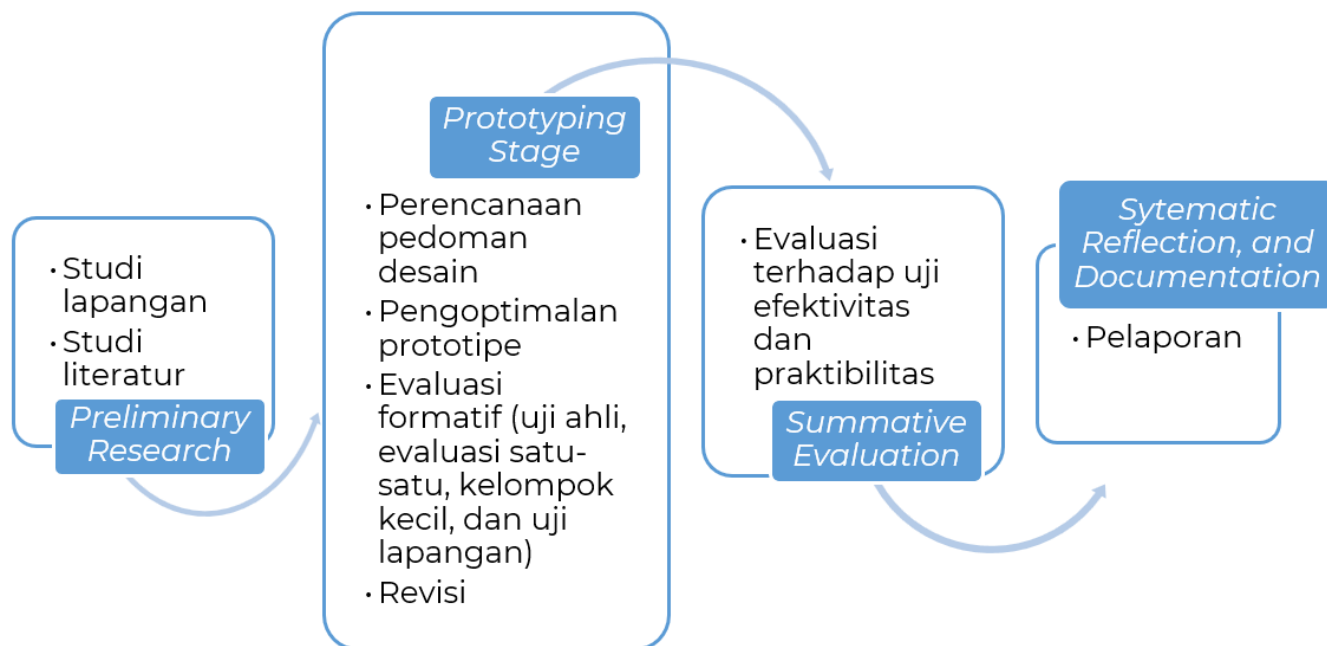 · Studi
lapangan
· Studi
literatur
Preliminary
Research
Prototyping
Stage
· Perencanaan
pedoman
desain
· Pengoptimalan
prototipe
· Evaluasi
formatif (uji ahli,
evaluasi satu-
satu, kelompok
kecil, dan uji
lapangan)
· Revisi
· Evaluasi
terhadap uji
efektivitas
dan
praktibilitas
Summative
Evaluation
Sytematic
Reflection, and
Documentation
· Pelaporan